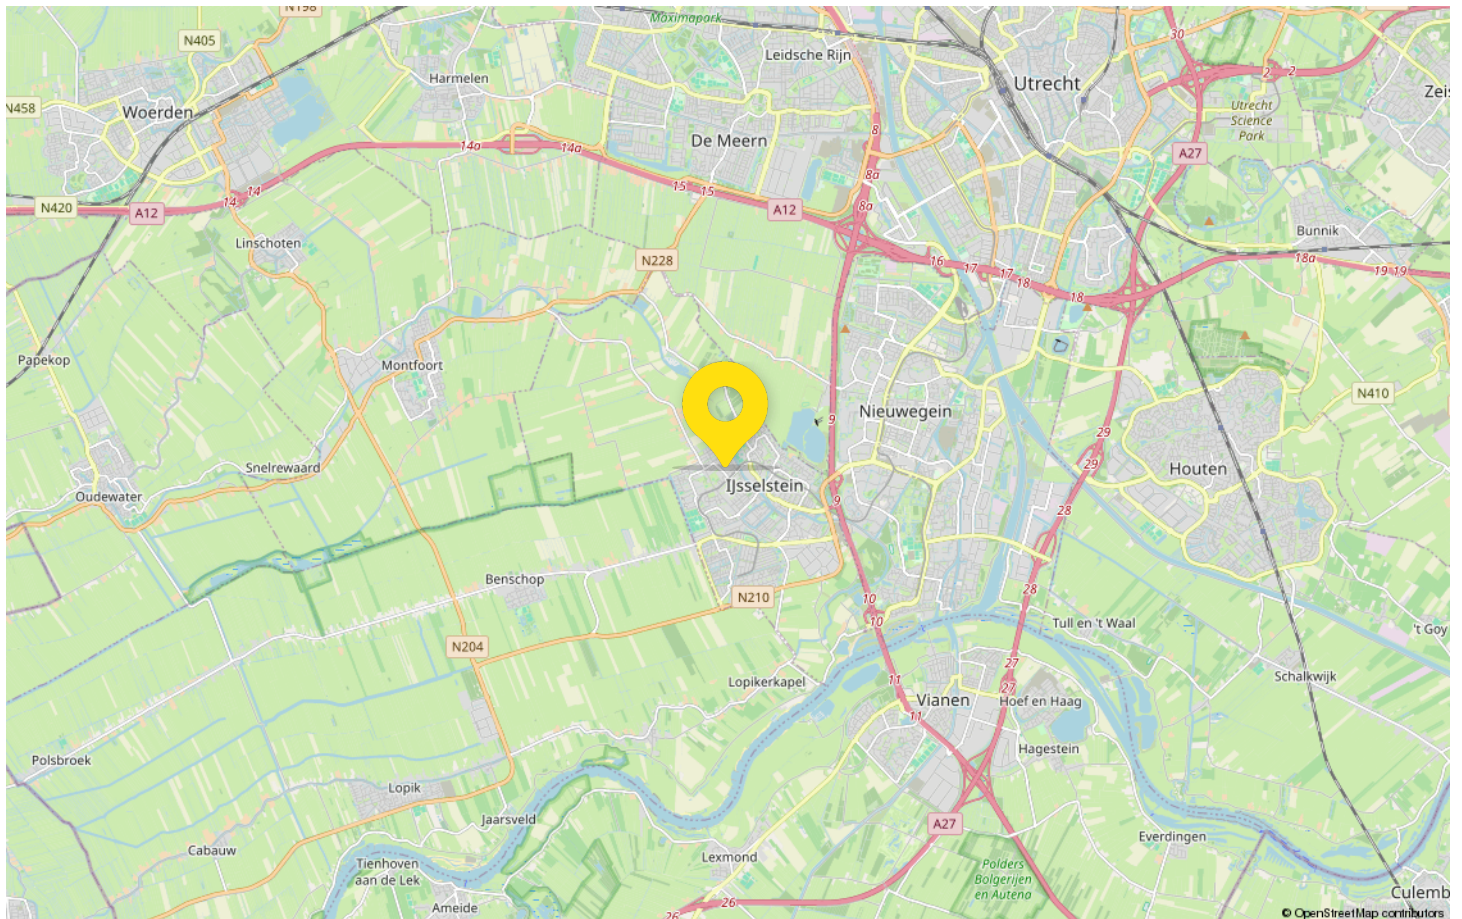 N198
Maximapark
30
N405
Leidsche Rijn
2
2
Harmelen
Utrecht
Zeis
N458
Woerden
Utrecht
Science
Park
8
De Meern
14a
14a
A27
8a
15
15
14
14
N420
A12
A12
8a
Linschoten
Bunnik
N228
16
17
17
18
18
18a
19
19
Papekop
Montfoort
N410
Nieuwegein
9
29
Snelrewaard
29
Houten
Oudewater
IJsselstein
9
28
Benschop
28
N210
10
10
Tull en 't Waal
't Goy
N204
27
Lopikerkapel
11
27
Schalkwijk
Vianen
Hoef en Haag
11
Hagestein
Polsbroek
Lopik
Jaarsveld
A27
Everdingen
Cabauw
Lexmond
Tienhoven
aan de Lek
Polders
Bolgerijen
en Autena
Culemb
Ameide
26
26
© OpenStreetMap contributors